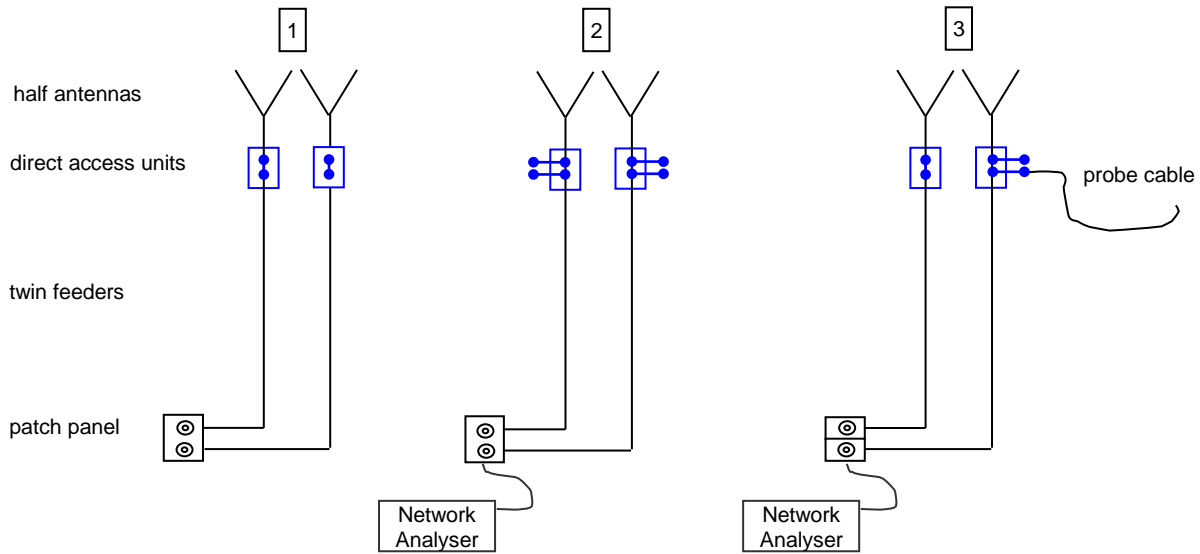 1
2
3
half antennas
direct access units
probe cable
twin feeders
patch panel
Network
Analyser
Network
Analyser